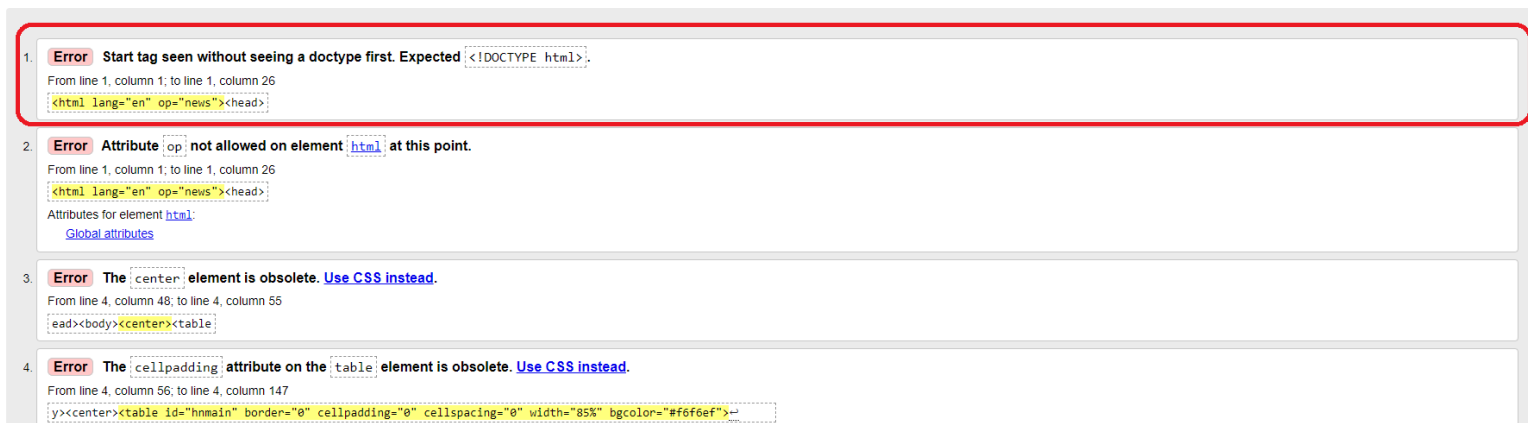 1. Error Start tag seen without seeing a doctype first. Expected <!DOCTYPE html>.
From line 1, column 1; to line 1, column 26
<html lang="en" op="news"><head>
2. Error Attribute op not allowed on element html at this point.
From line 1, column 1; to line 1, column 26
<html lang="en" op="news"><head>
Attributes for element html:
Global attributes
3. Error The center element is obsolete. Use CSS instead.
From line 4, column 48; to line 4, column 55
ead><body><center><table
4. Error The cellpadding attribute on the table element is obsolete. Use CSS instead.
From line 4, column 56; to line 4, column 147
y><center><table id="hnmain" border="0" cellpadding="0" cellspacing="0" width="85%" bgcolor="#f6f6ef">↩